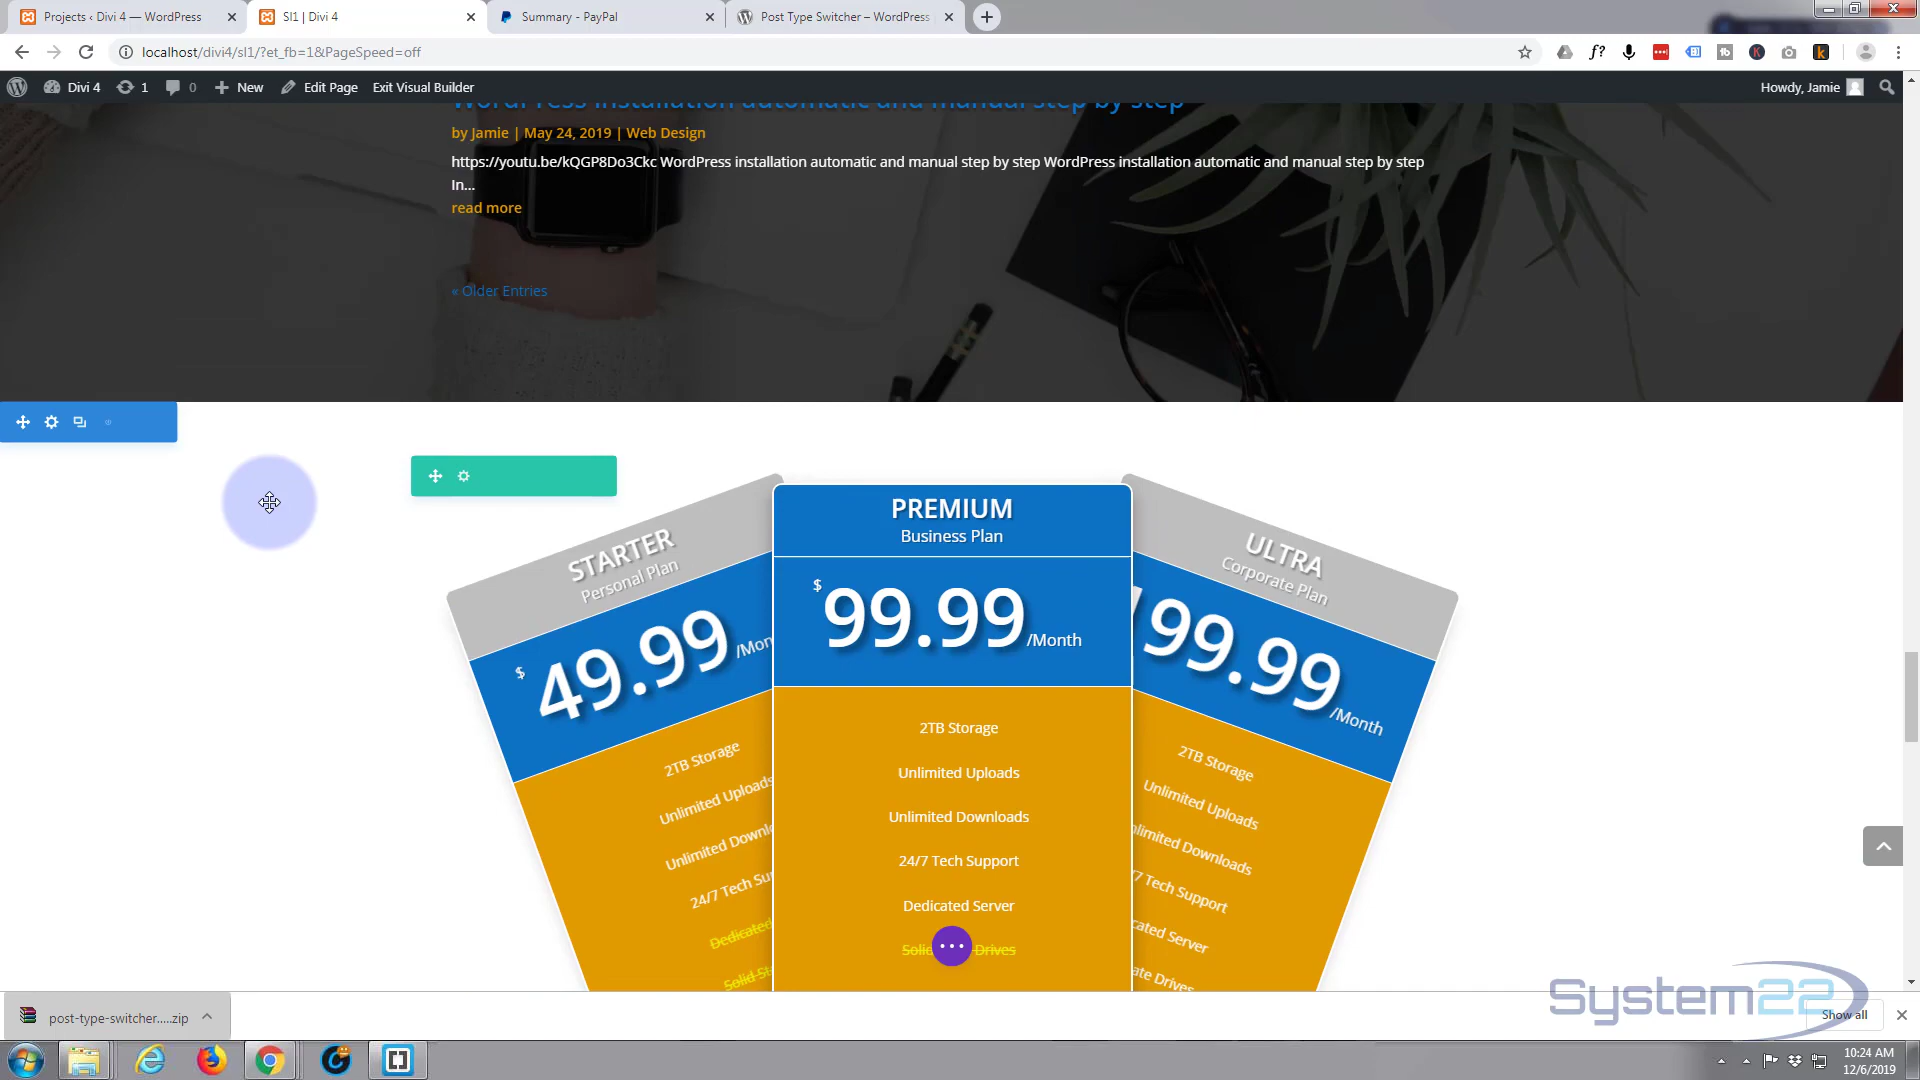 Projects ‹ Divi 4 — WordPress
Sl1 | Divi 4
Summary - PayPal
Post Type Switcher – WordPress
localhost/divi4/sl1/?et_fb=1&PageSpeed=off
Divi 4
1
0
New
Edit Page
Exit Visual Builder
Howdy, Jamie
WordPress installation automatic and manual step by step
by Jamie | May 24, 2019 | Web Design
https://youtu.be/kQGP8Do3Ckc WordPress installation automatic and manual step by step WordPress installation automatic and manual step by step
In...
read more
« Older Entries
STARTER
Personal Plan
$
49.99
/Mon
2TB Storage
Unlimited Uploads
Unlimited Downl
24/7 Tech Su
Dedicated
Solid St
PREMIUM
Business Plan
$
99.99
/Month
2TB Storage
Unlimited Uploads
Unlimited Downloads
24/7 Tech Support
Dedicated Server
Solid Drives
ULTRA
Corporate Plan
99.99
/Month
2TB Storage
Unlimited Uploads
nlimited Downloads
7 Tech Support
cated Server
ate Drives
System22
post-type-switcher.....zip
Show all
10:24 AM
12/6/2019